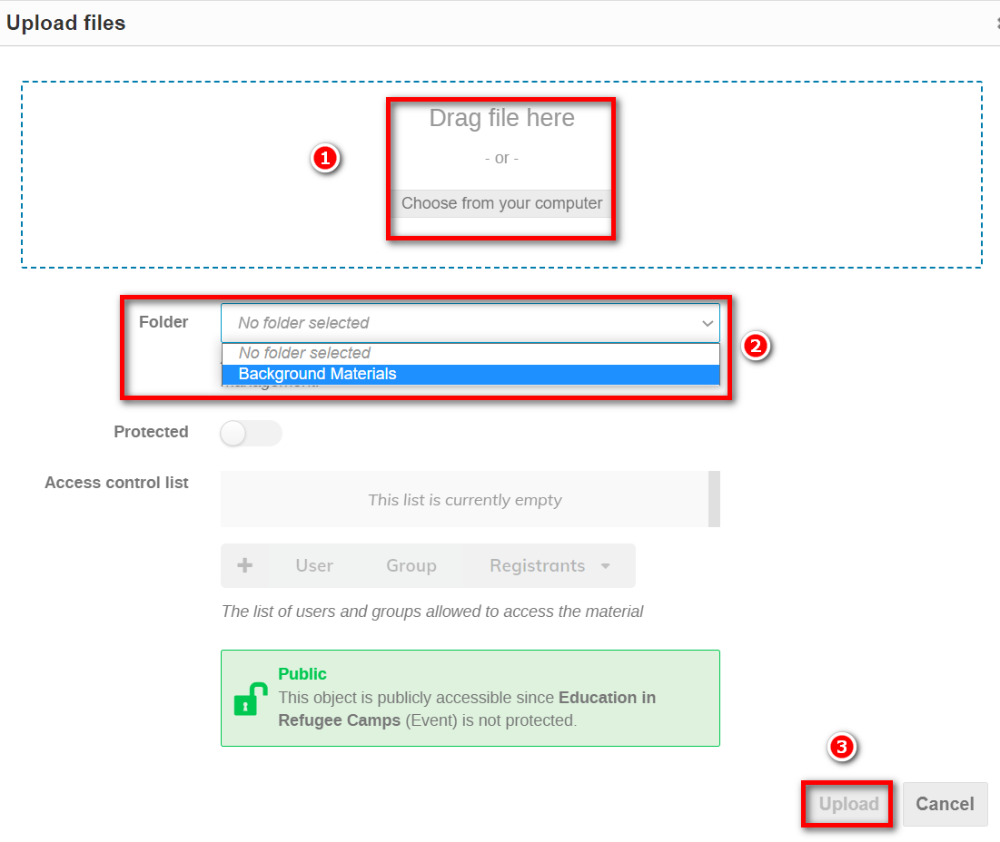 Upload files
Drag file here
1
- or -
Choose from your computer
Folder
No folder selected
No folder selected
2
Background Materials
Protected
Access control list
This list is currently empty
+ User Group Registrants
The list of users and groups allowed to access the material
Public
This object is publicly accessible since Education in
Refugee Camps (Event) is not protected.
3
Upload Cancel